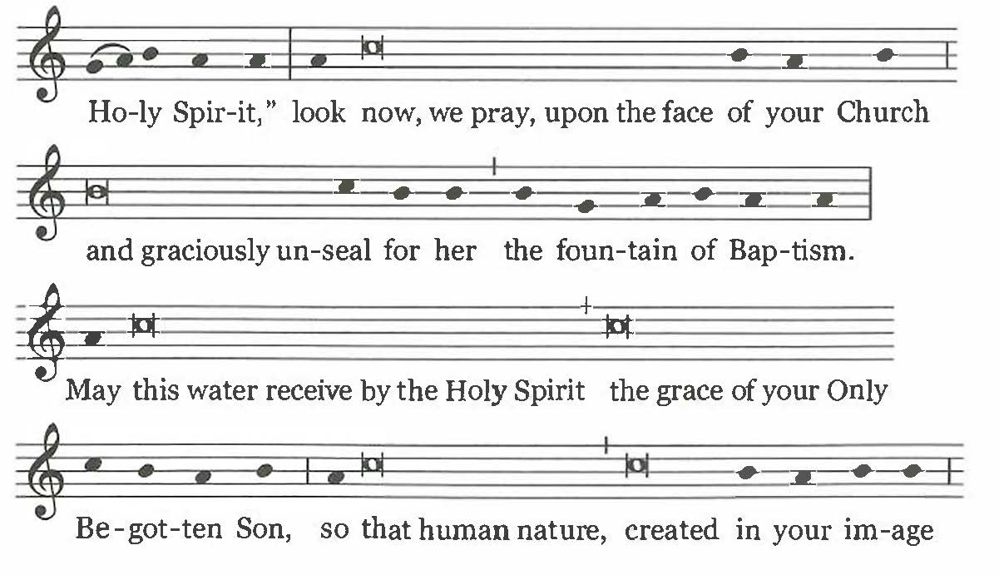 Ho-ly Spir-it,” look now, we pray, upon the face of your Church
and graciously un-seal for her the foun-tain of Bap-tism.
May this water receive by the Holy Spirit the grace of your Only
Be-got-ten Son, so that human nature, created in your im-age